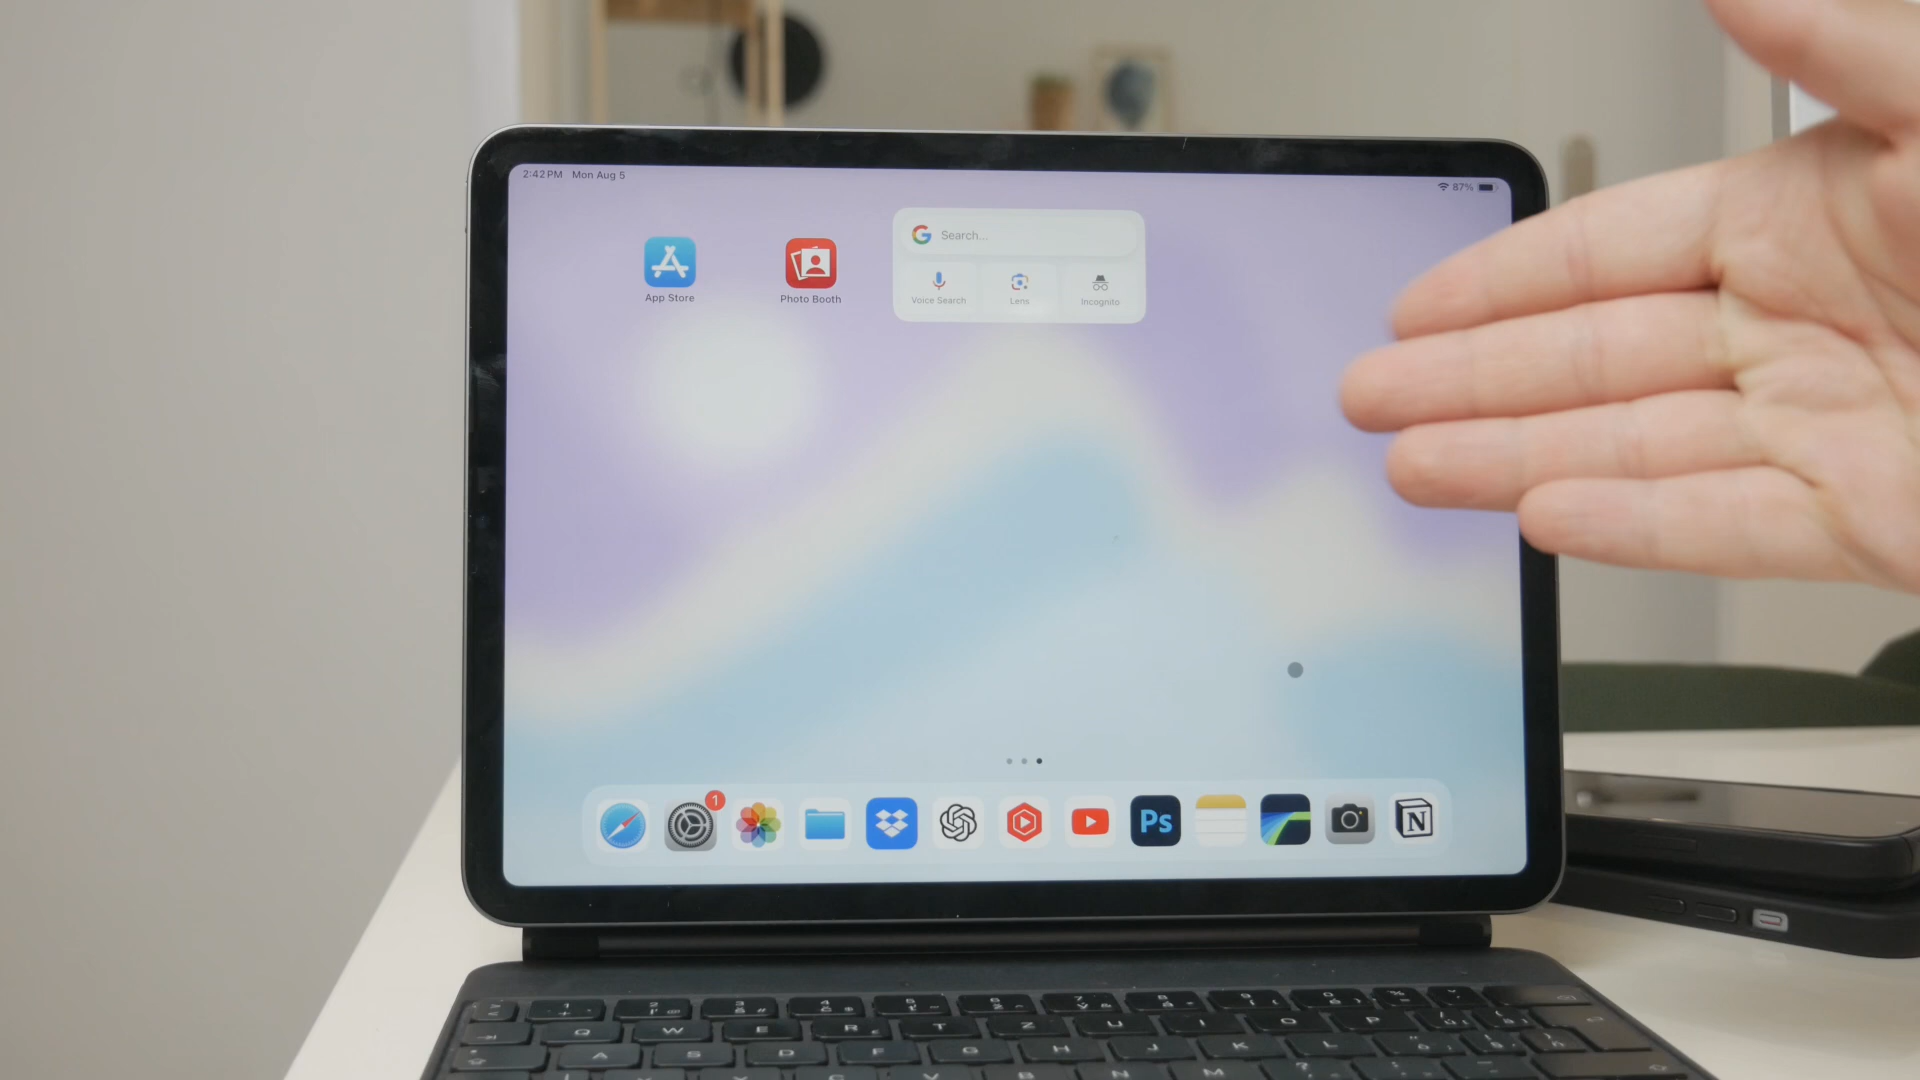 2:42 PM Mon Aug 5
87%
Search...
Voice Search
Lens
Incognito
App Store
Photo Booth
1
Ps
N
Q W E R T Z U I O P
A S D F G H J K L